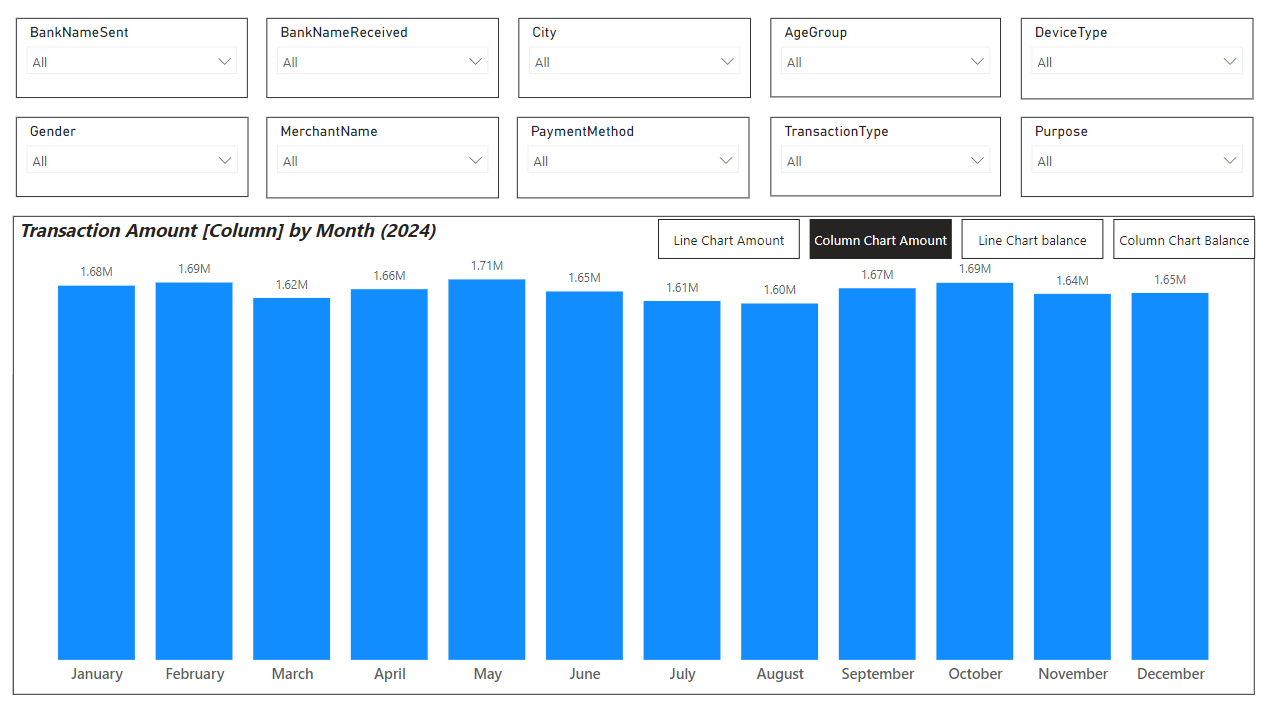 BankNameSent
All
BankNameReceived
All
City
All
AgeGroup
All
DeviceType
All
Gender
All
MerchantName
All
PaymentMethod
All
TransactionType
All
Purpose
All
Transaction Amount [Column] by Month (2024)
Line Chart Amount
Column Chart Amount
Line Chart balance
Column Chart Balance
1.68M
1.69M
1.62M
1.66M
1.71M
1.65M
1.61M
1.60M
1.67M
1.69M
1.64M
1.65M
January
February
March
April
May
June
July
August
September
October
November
December